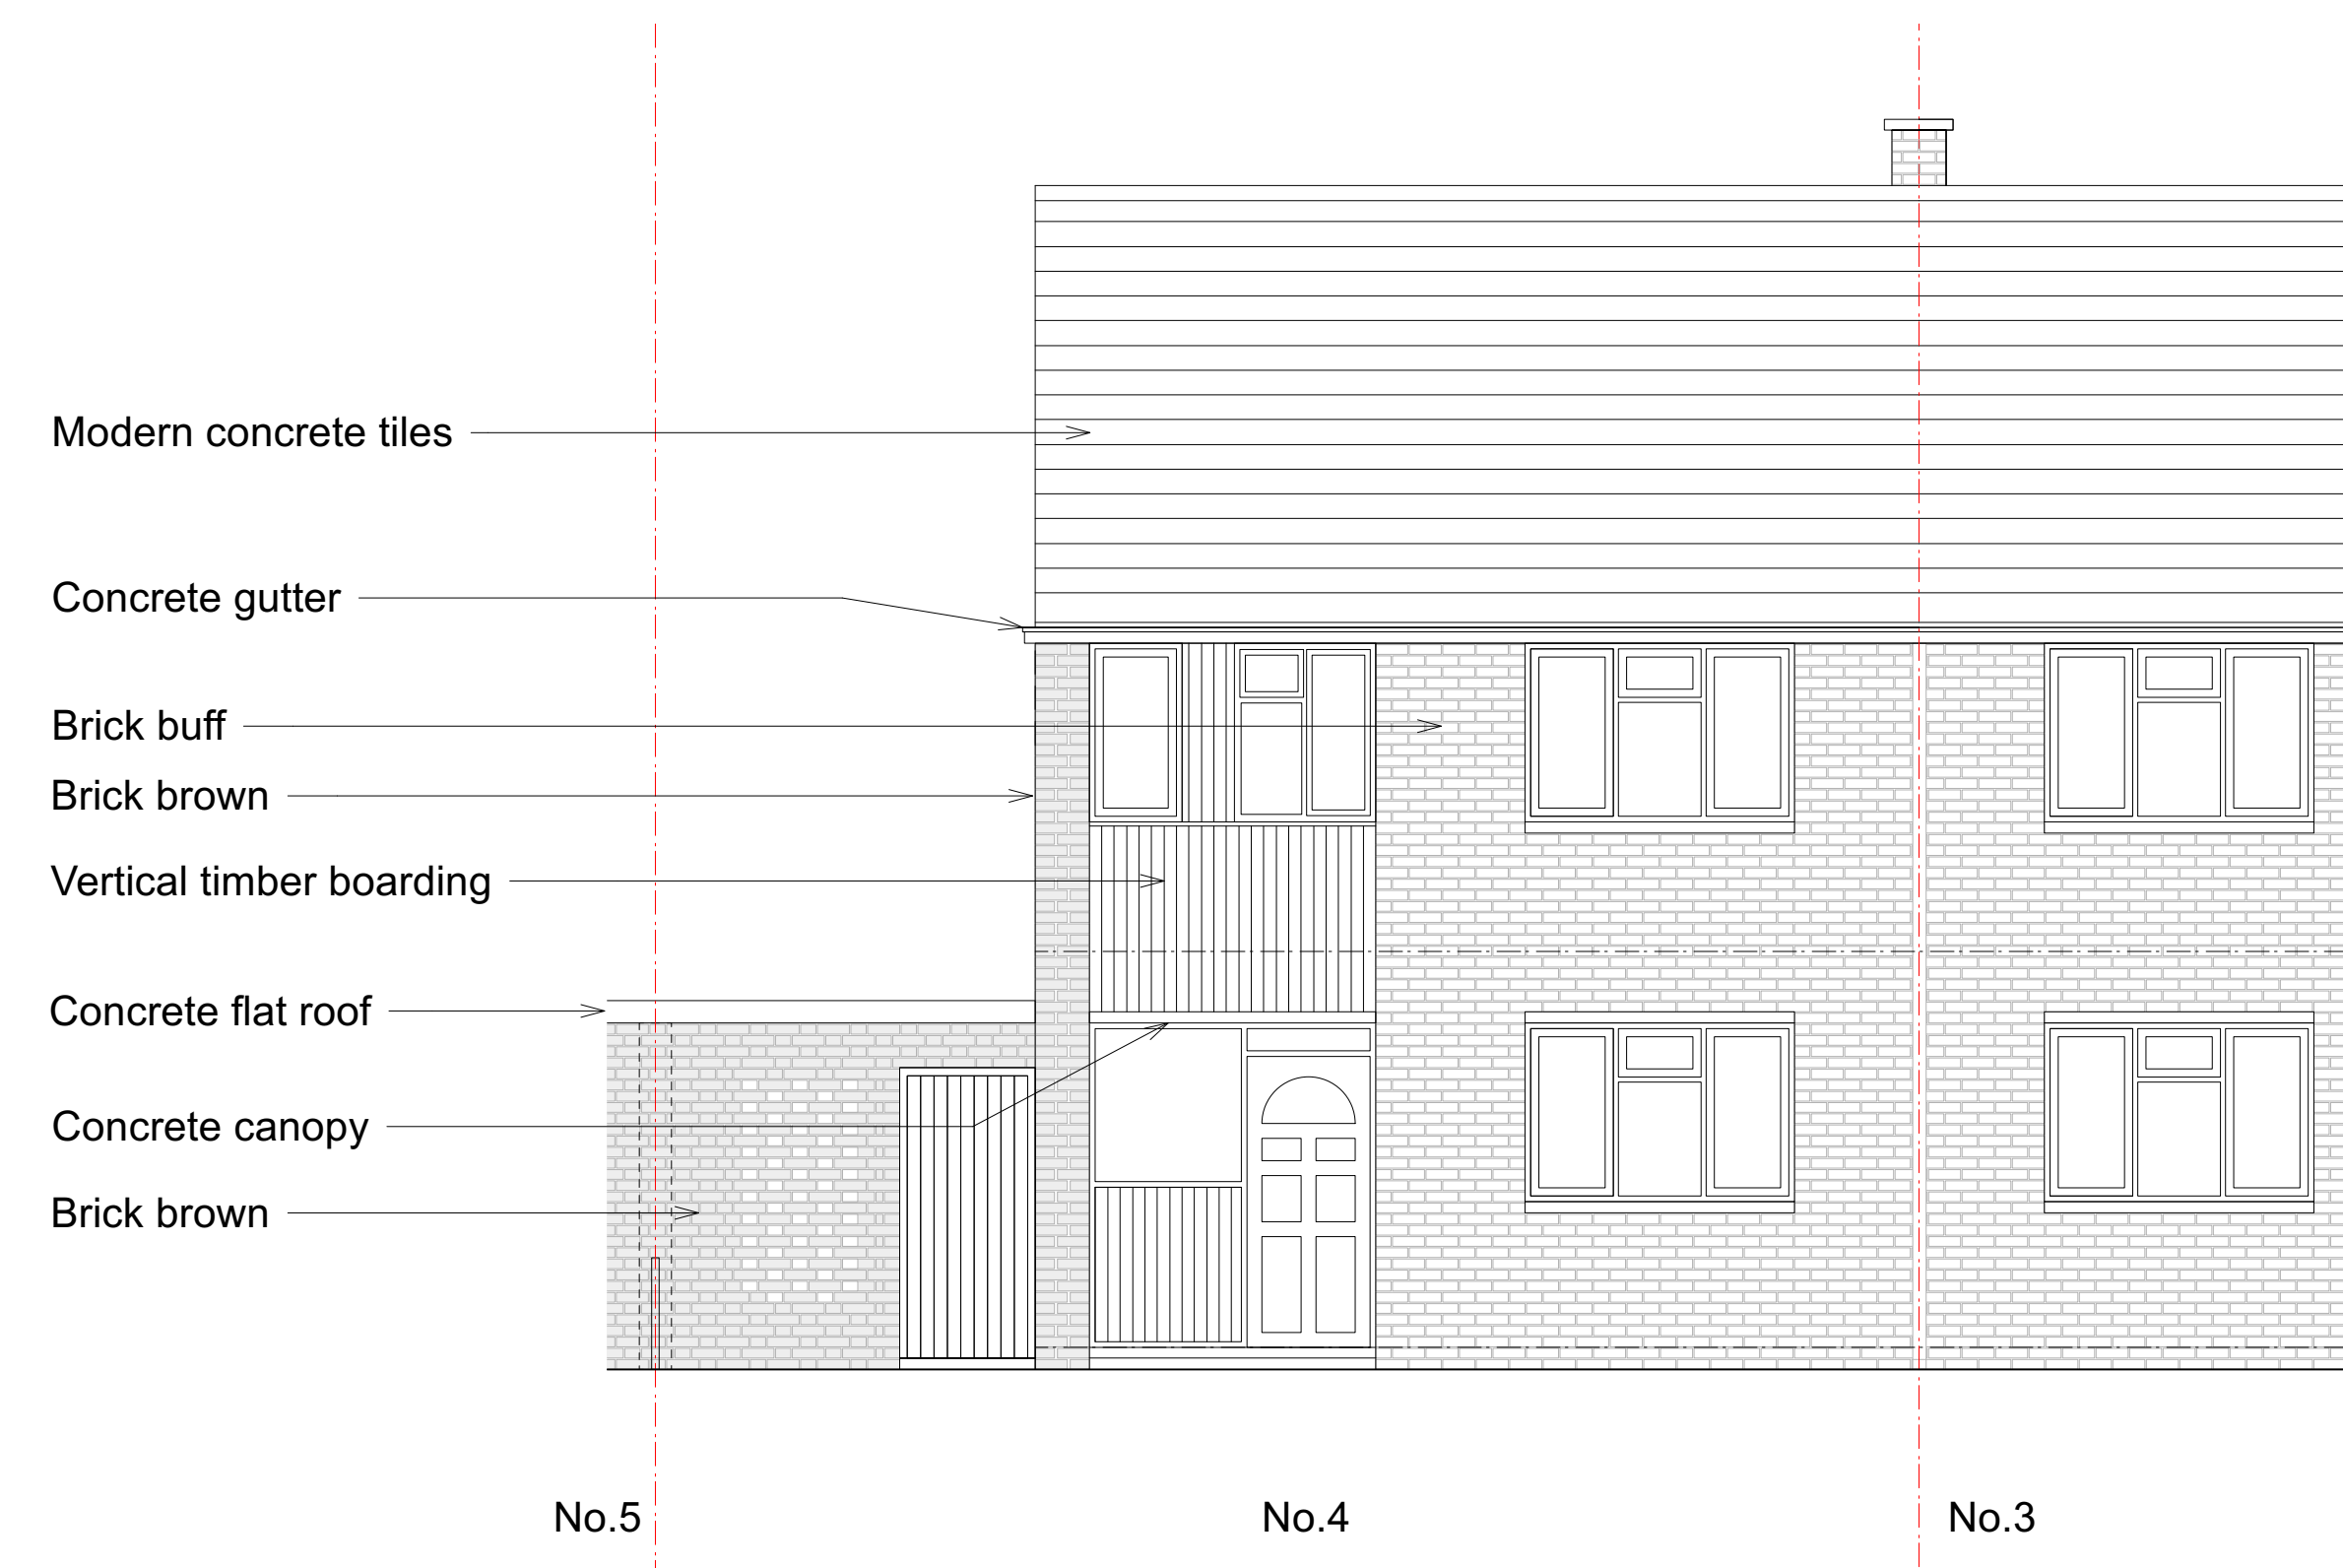 Modern concrete tiles
Concrete gutter
Brick buff
Brick brown
Vertical timber boarding
Concrete flat roof
Concrete canopy
Brick brown
No.5
No.4
No.3